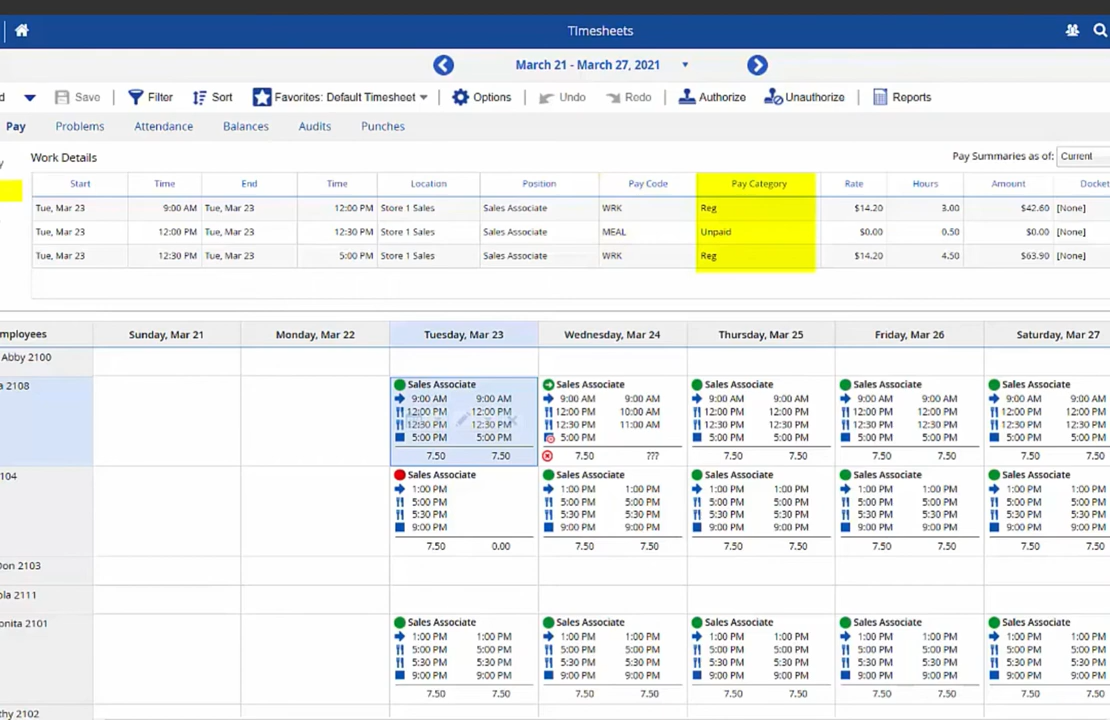 Timesheets
March 21 - March 27, 2021
d Save Filter Sort Favorites: Default Timesheet Options Undo Redo Authorize Unauthorize Reports
Pay Problems Attendance Balances Audits Punches
y Work Details Pay Summaries as of: Current
Start Time End Time Location Position Pay Code Pay Category Rate Hours Amount Docket
Tue, Mar 23 9:00 AM Tue, Mar 23 12:00 PM Store 1 Sales Sales Associate WRK Reg $14.20 3.00 $42.60 [None]
Tue, Mar 23 12:00 PM Tue, Mar 23 12:30 PM Store 1 Sales Sales Associate MEAL Unpaid $0.00 0.50 $0.00 [None]
Tue, Mar 23 12:30 PM Tue, Mar 23 5:00 PM Store 1 Sales Sales Associate WRK Reg $14.20 4.50 $63.90 [None]
mployees Sunday, Mar 21 Monday, Mar 22 Tuesday, Mar 23 Wednesday, Mar 24 Thursday, Mar 25 Friday, Mar 26 Saturday, Mar 27
Abby 2100
a 2108 Sales Associate Sales Associate Sales Associate Sales Associate Sales Associate
9:00 AM 9:00 AM 9:00 AM 9:00 AM 9:00 AM 9:00 AM 9:00 AM 9:00 AM 9:00 AM 9:00 AM
12:00 PM 12:00 PM 12:00 PM 10:00 AM 12:00 PM 12:00 PM 12:00 PM 12:00 PM 12:00 PM 12:00 P
12:30 PM 12:30 PM 12:30 PM 11:00 AM 12:30 PM 12:30 PM 12:30 PM 12:30 PM 12:30 PM 12:30 P
5:00 PM 5:00 PM 5:00 PM 5:00 PM 5:00 PM 5:00 PM 5:00 PM 5:00 PM 5:00 PM
7.50 7.50 7.50 ??? 7.50 7.50 7.50 7.50 7.50 7.50
104 Sales Associate Sales Associate Sales Associate Sales Associate Sales Associate
1:00 PM 1:00 PM 1:00 PM 1:00 PM 1:00 PM 1:00 PM 1:00 PM 1:00 PM 1:00 PM
5:00 PM 5:00 PM 5:00 PM 5:00 PM 5:00 PM 5:00 PM 5:00 PM 5:00 PM 5:00 PM
5:30 PM 5:30 PM 5:30 PM 5:30 PM 5:30 PM 5:30 PM 5:30 PM 5:30 PM 5:30 PM
9:00 PM 9:00 PM 9:00 PM 9:00 PM 9:00 PM 9:00 PM 9:00 PM 9:00 PM 9:00 PM
7.50 0.00 7.50 7.50 7.50 7.50 7.50 7.50 7.50 7.50
Don 2103
ola 2111
onita 2101 Sales Associate Sales Associate Sales Associate Sales Associate Sales Associate
1:00 PM 1:00 PM 1:00 PM 1:00 PM 1:00 PM 1:00 PM 1:00 PM 1:00 PM 1:00 PM 1:00 PM
5:00 PM 5:00 PM 5:00 PM 5:00 PM 5:00 PM 5:00 PM 5:00 PM 5:00 PM 5:00 PM 5:00 PM
5:30 PM 5:30 PM 5:30 PM 5:30 PM 5:30 PM 5:30 PM 5:30 PM 5:30 PM 5:30 PM 5:30 PM
9:00 PM 9:00 PM 9:00 PM 9:00 PM 9:00 PM 9:00 PM 9:00 PM 9:00 PM 9:00 PM 9:00 PM
7.50 7.50 7.50 7.50 7.50 7.50 7.50 7.50 7.50 7.50
thy 2102